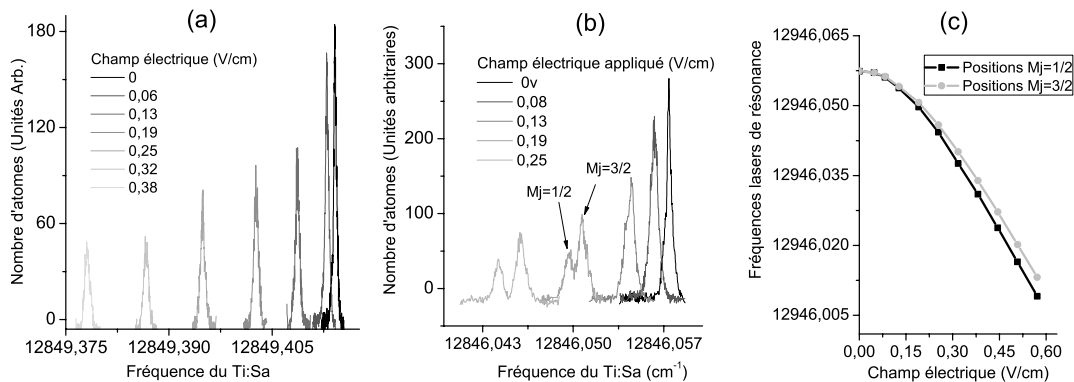 (a)
180
120
60
0
Nombre d'atomes (Unités Arb.)
Champ électrique (V/cm)
0
0,06
0,13
0,19
0,25
0,32
0,38
12849,375
12849,390
12849,405
Fréquence du Ti:Sa
(b)
300
200
100
0
Nombre d'atomes (Unités arbitraires)
Champ électrique appliqué (V/cm)
0v
0,08
0,13
0,19
0,25
Mj=1/2
Mj=3/2
12846,043
12846,050
12846,057
Fréquence du Ti:Sa (cm⁻¹)
(c)
12946,065
12946,050
12946,035
12946,020
12946,005
Fréquences lasers de résonance
Positions Mj=1/2
Positions Mj=3/2
0,00
0,15
0,30
0,45
0,60
Champ électrique (V/cm)